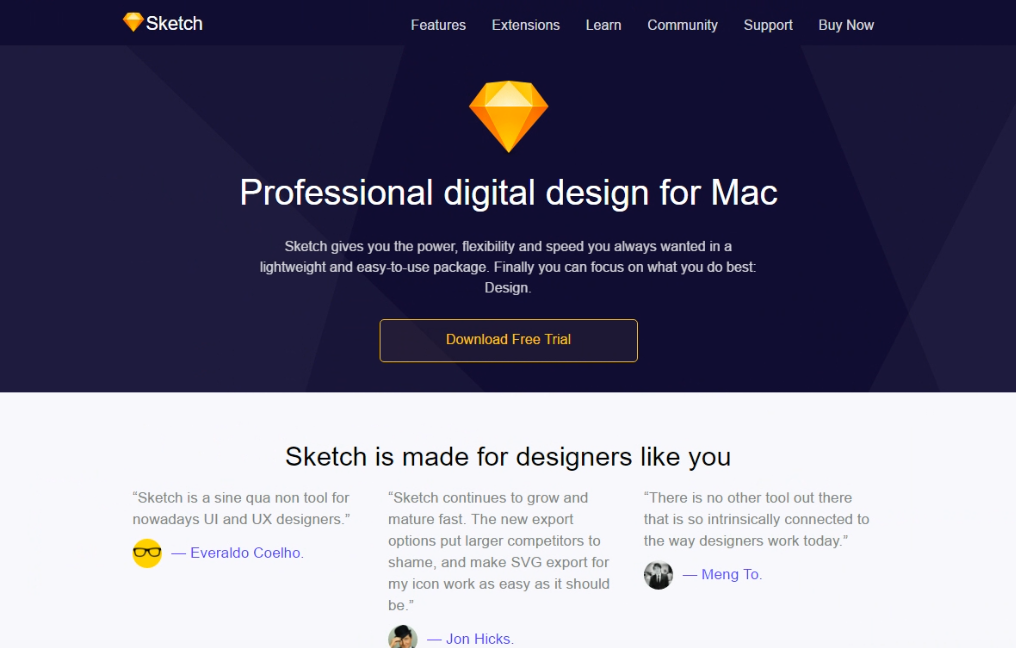 Sketch
Features Extensions Learn Community Support Buy Now
Professional digital design for Mac
Sketch gives you the power, flexibility and speed you always wanted in a
lightweight and easy-to-use package. Finally you can focus on what you do best:
Design.
Download Free Trial
Sketch is made for designers like you
“Sketch is a sine qua non tool for
nowadays UI and UX designers.”
— Everaldo Coelho.
“Sketch continues to grow and
mature fast. The new export
options put larger competitors to
shame, and make SVG export for
my icon work as easy as it should
be.”
— Jon Hicks.
“There is no other tool out there
that is so intrinsically connected to
the way designers work today.”
— Meng To.